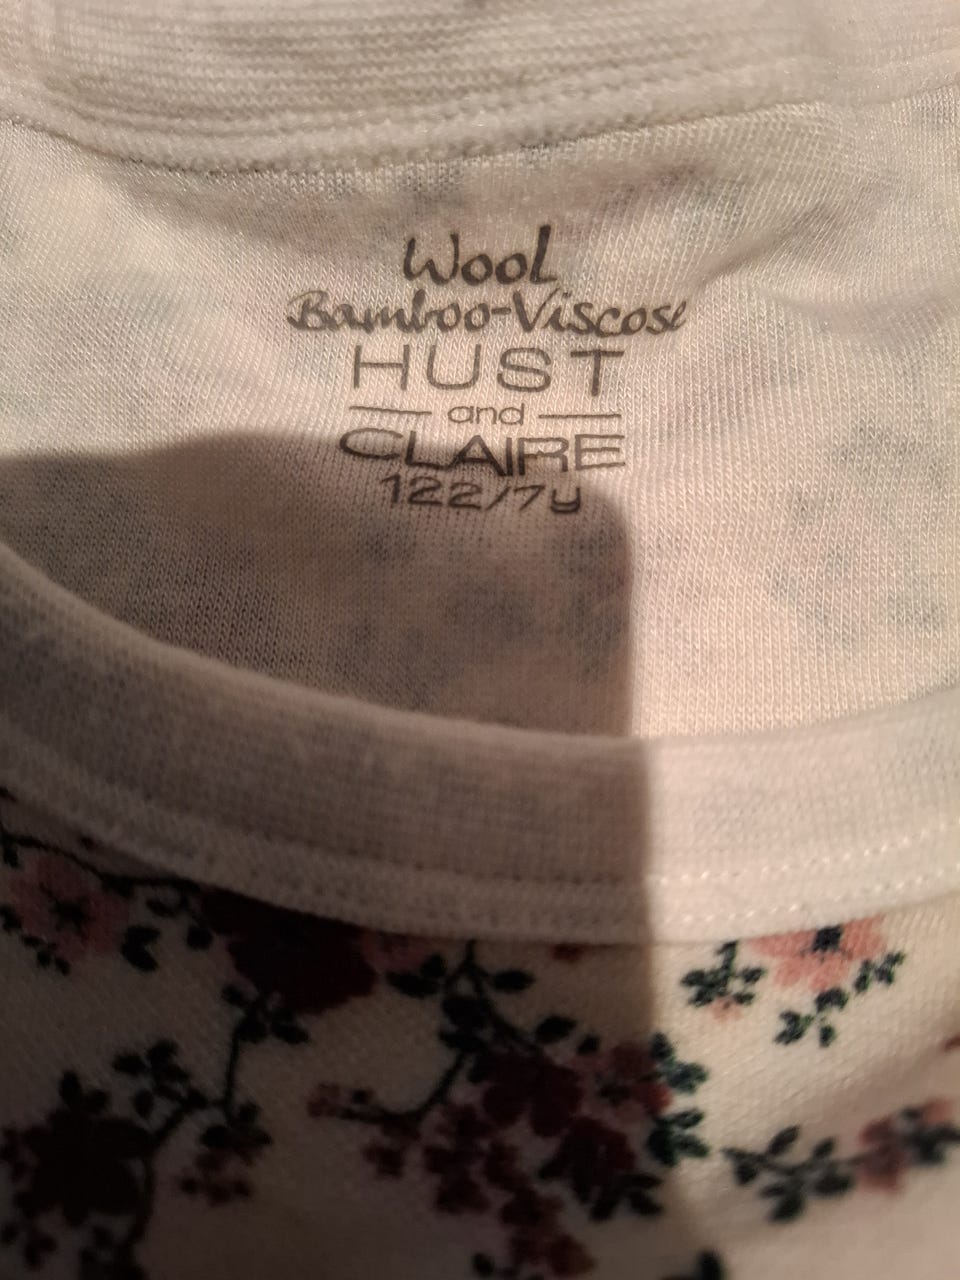 Wool
Bamboo-Viscose
HUST
and
CLAIRE
122/7y